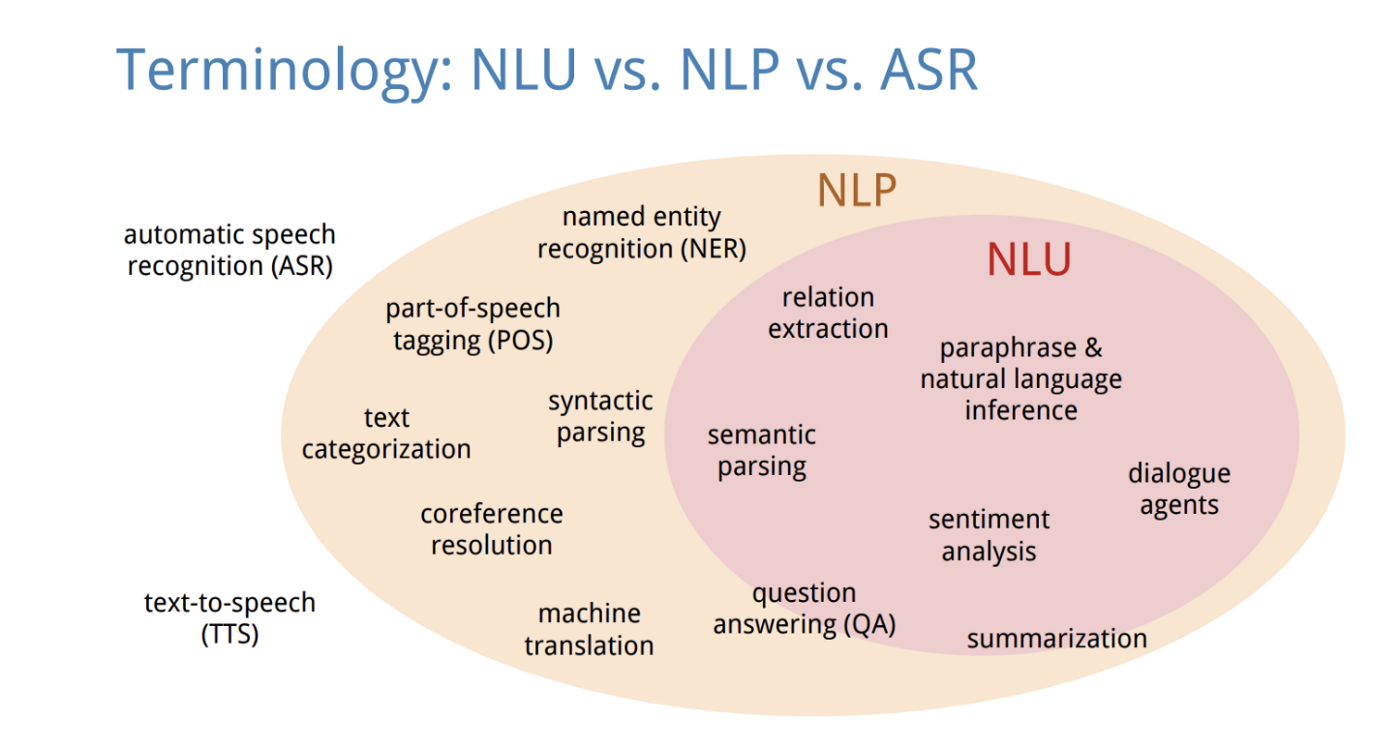 Terminology: NLU vs. NLP vs. ASR
NLP
named entity
recognition (NER)
automatic speech
recognition (ASR)
NLU
relation
extraction
part-of-speech
tagging (POS)
paraphrase &
natural language
inference
syntactic
parsing
text
categorization
semantic
parsing
dialogue
agents
coreference
resolution
sentiment
analysis
question
answering (QA)
text-to-speech
(TTS)
machine
translation
summarization